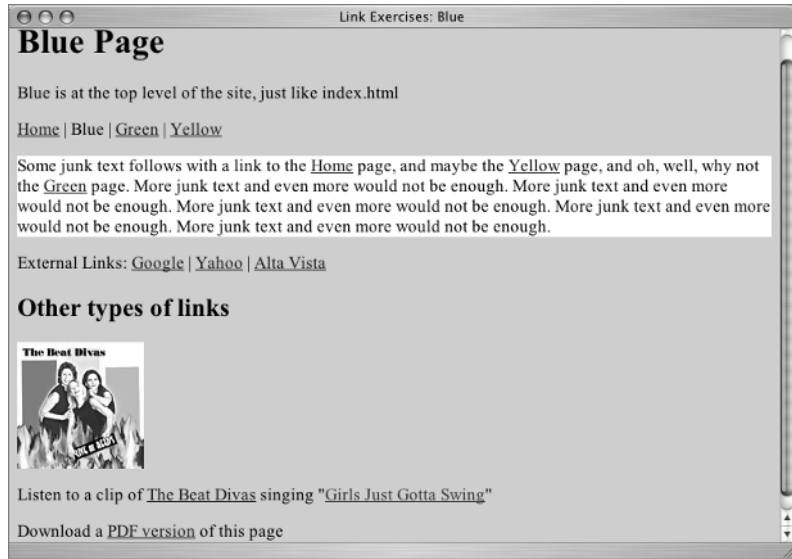 Link Exercises: Blue
Blue Page
Blue is at the top level of the site, just like index.html
Home | Blue | Green | Yellow
Some junk text follows with a link to the Home page, and maybe the Yellow page, and oh, well, why not
the Green page. More junk text and even more would not be enough. More junk text and even more
would not be enough. More junk text and even more would not be enough. More junk text and even more
would not be enough. More junk text and even more would not be enough.
External Links: Google | Yahoo | Alta Vista
Other types of links
The Beat Divas
Listen to a clip of The Beat Divas singing "Girls Just Gotta Swing"
Download a PDF version of this page